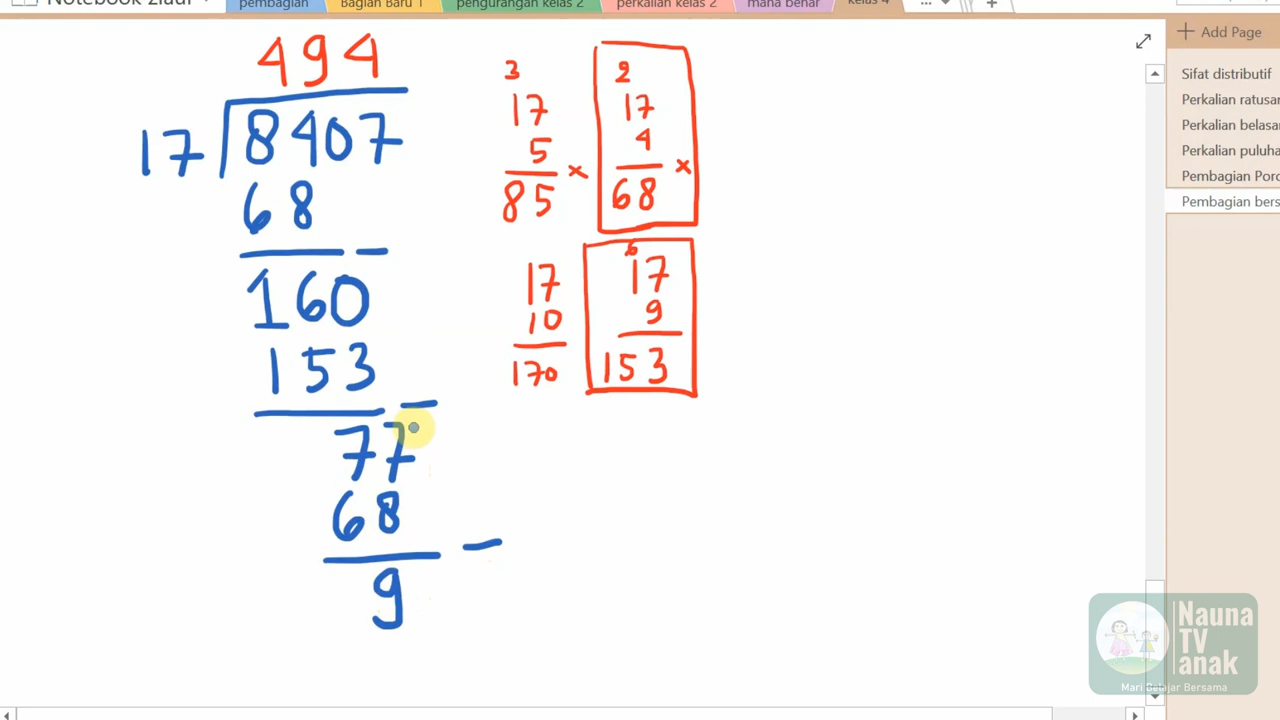 Notebook ziaul
pembagian
Bagian Baru 1
pengurangan kelas 2
perkalian kelas 2
mana benar
kelas 4
...
+
+ Add Page
Sifat distributif
Perkalian ratusan
Perkalian belasa
Perkalian puluha
Pembagian Poro
Pembagian bers
494
17 8407
68 –
160
153 –
77
68 –
9
3
17
5 ×
85
2
17
4 ×
68
17
10
170
6
17
9
153
Nauna
TV
anak
Mari Belajar Bersama